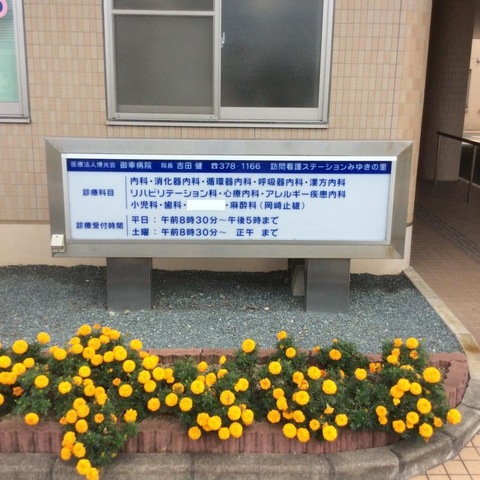 医療法人博光会 御幸病院 院長 吉田 健 ☎378-1166 訪問看護ステーションみゆきの里
診療科目
内科・消化器内科・循環器内科・呼吸器内科・漢方内科
リハビリテーション科・心療内科・アレルギー疾患内科
小児科・歯科・ ・麻酔科(岡崎止雄)
診療受付時間
平日:午前8時30分~午後5時まで
土曜:午前8時30分~ 正午 まで